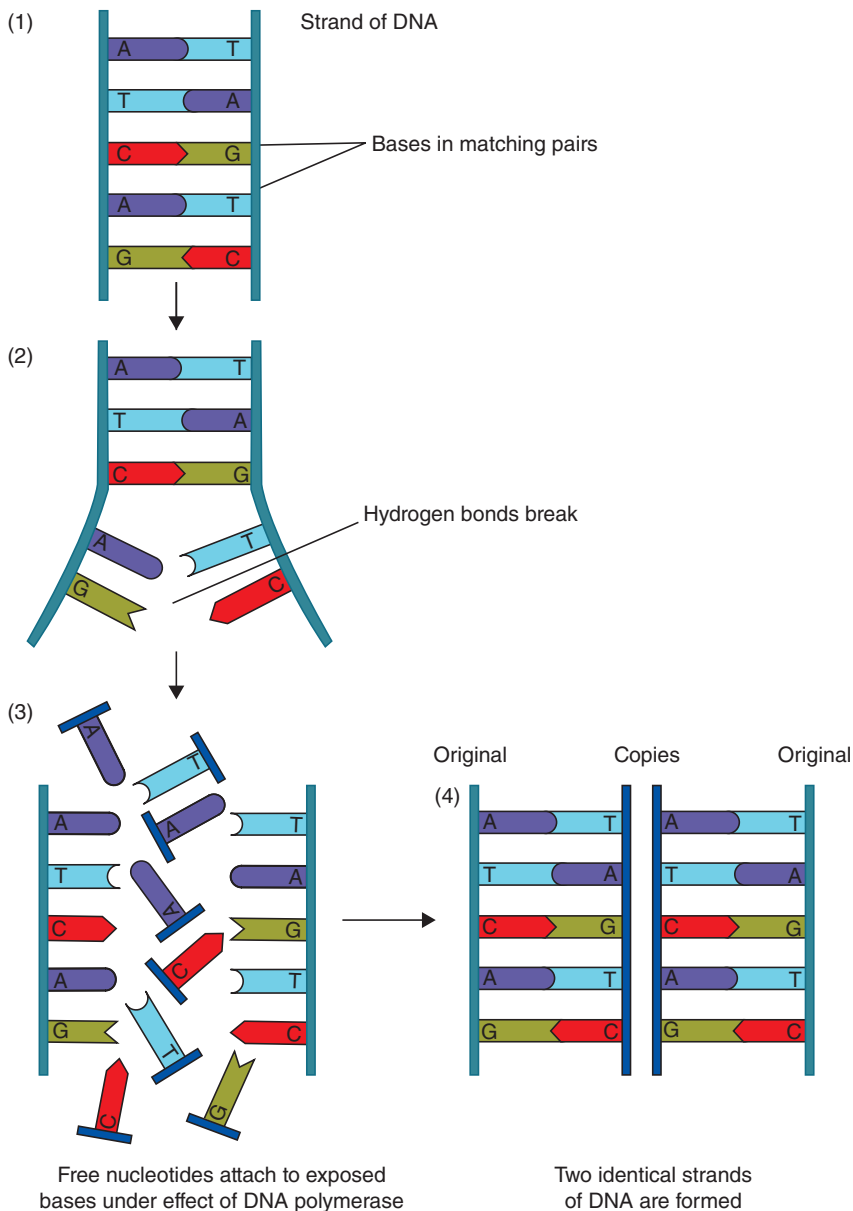 (1)
Strand of DNA
A T
T A
C G
Bases in matching pairs
A T
G C
(2)
A T
T A
C G
Hydrogen bonds break
A T
G C
(3)
A
T
A
A T
T A
A
C G
C
A T
G C
T
C
G
Free nucleotides attach to exposed
bases under effect of DNA polymerase
Original Copies Original
(4)
A T A T
T A T A
C G C G
A T A T
G C G C
Two identical strands
of DNA are formed